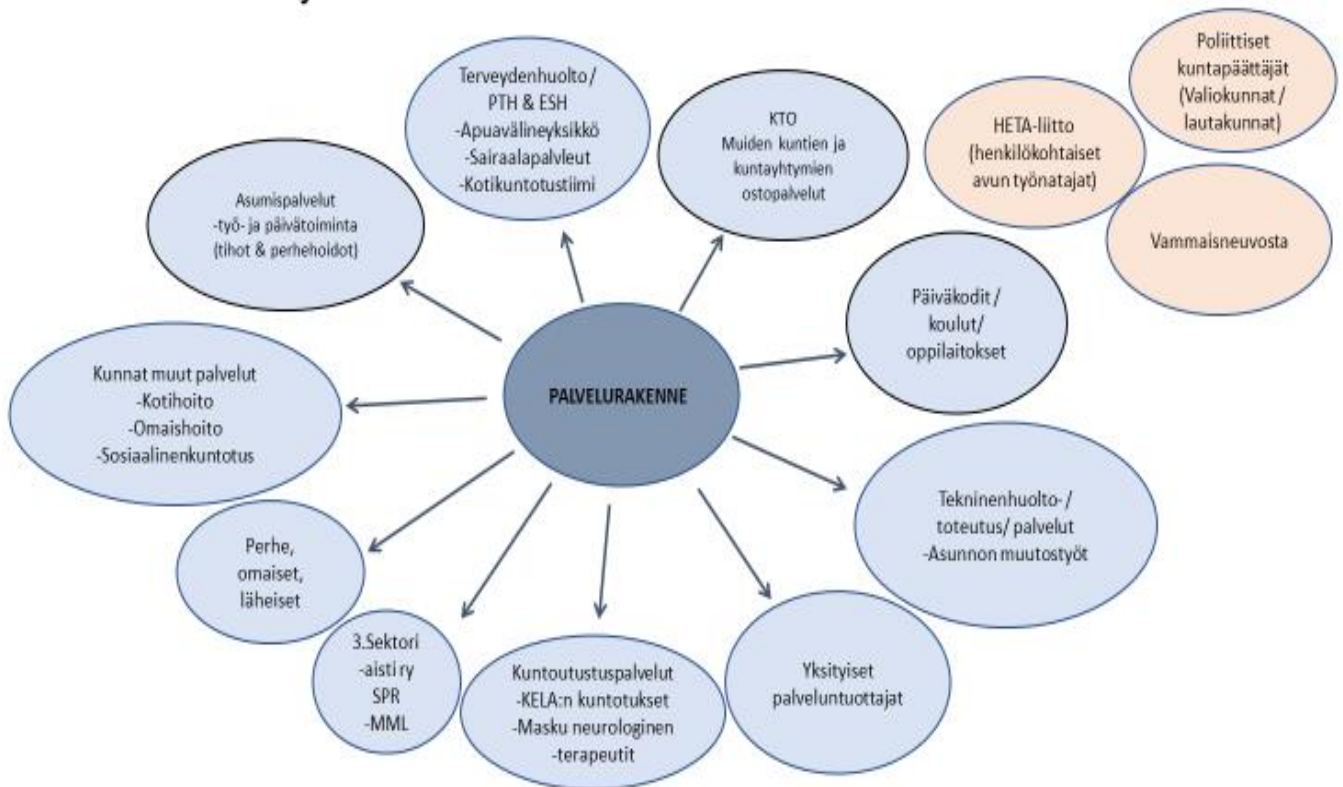 Terveydenhuolto /
PTH & ESH
-Apuavälineyksikkö
-Sairaalapalvleut
-Kotikuntotustiimi
KTO
Muiden kuntien ja
kuntayhtymien
ostopalvelut
HETA-liitto
(henkilökohtaiset
avun työnatajat)
Poliittiset
kuntapäättäjät
(Valiokunnat /
lautakunnat)
Vammaisneuvosta
Asumispalvelut
-työ- ja päivätoiminta
(tihot & perhehoidot)
Päiväkodit /
koulut/
oppilaitokset
Kunnat muut palvelut
-Kotihoito
-Omaishoito
-Sosiaalinenkuntotus
PALVELURAKENNE
Tekninenhuolto- /
toteutus/ palvelut
-Asunnon muutostyöt
Perhe,
omaiset,
läheiset
3.Sektori
-aisti ry
SPR
-MML
Kuntoutustuspalvelut
-KELA:n kuntotukset
-Masku neurologinen
-terapeutit
Yksityiset
palveluntuottajat